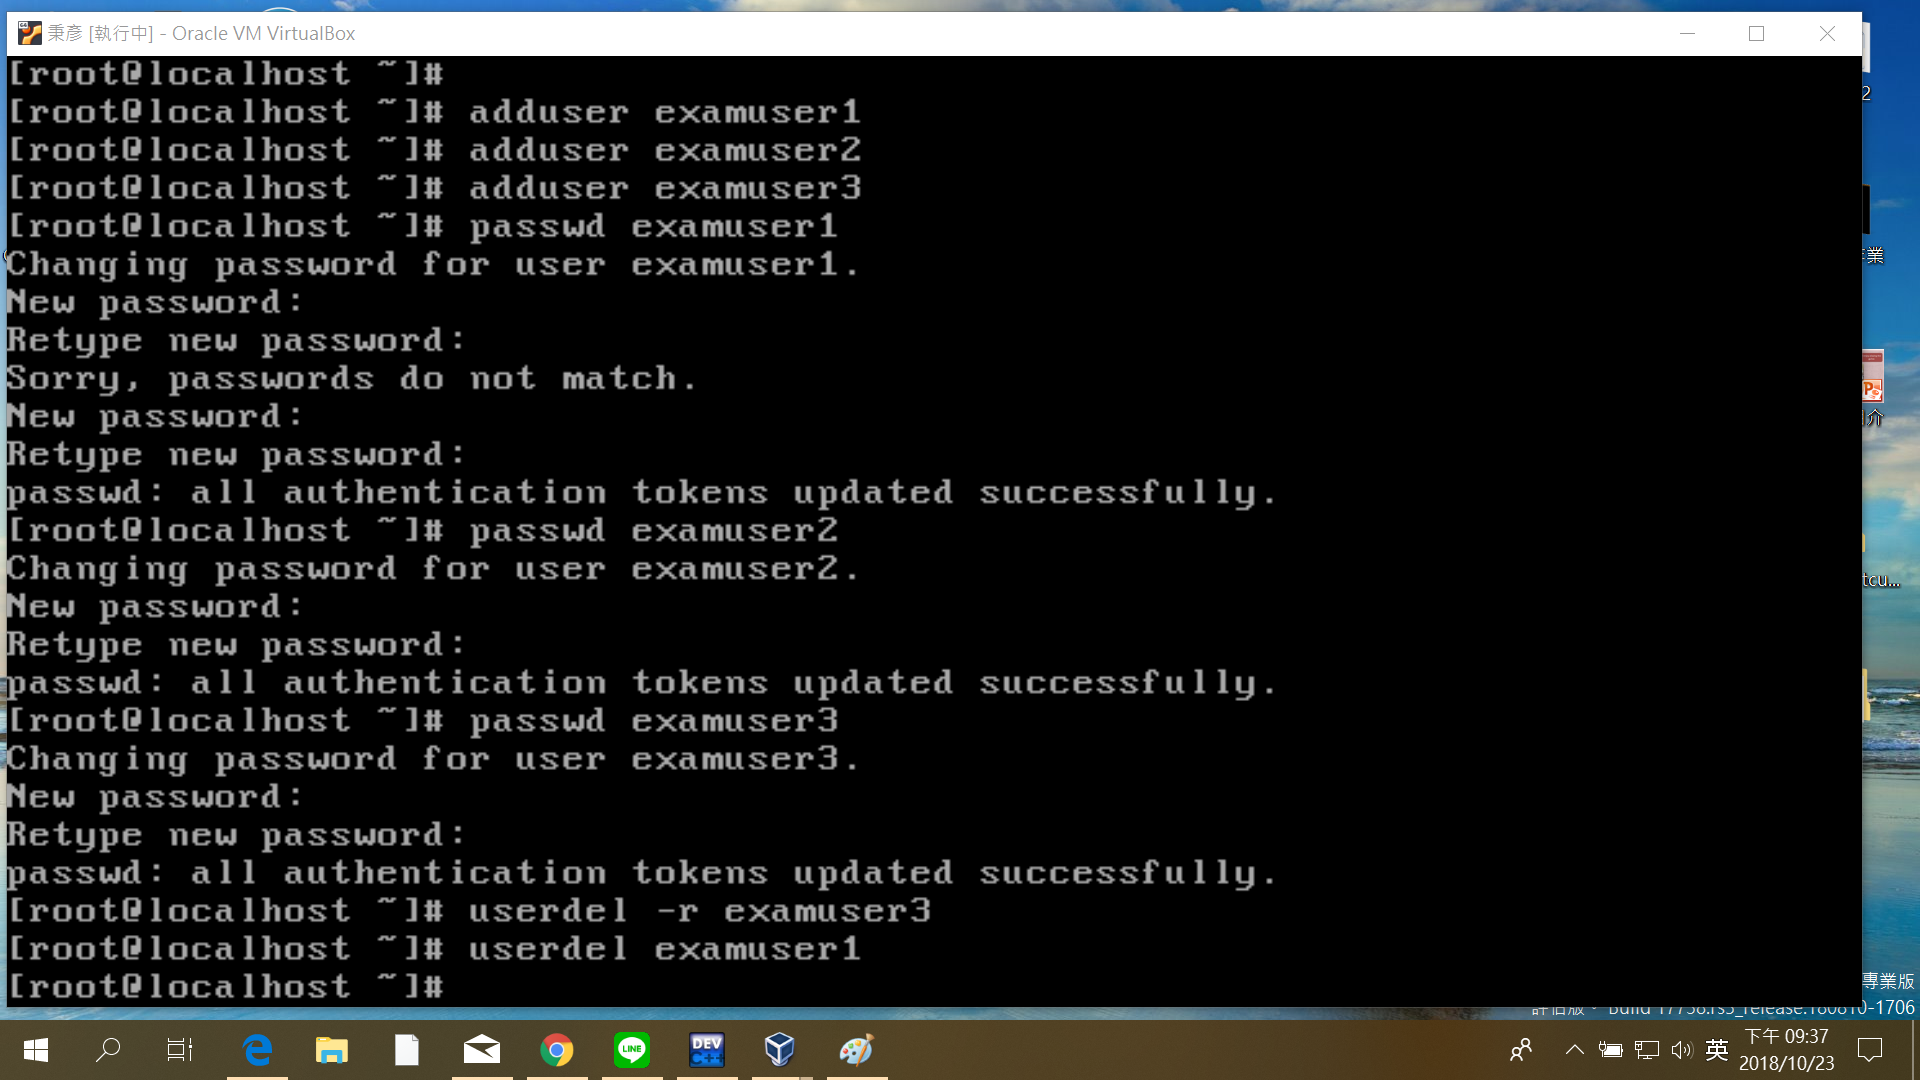 秉彥 [執行中] - Oracle VM VirtualBox
[root@localhost ~]#
[root@localhost ~]# adduser examuser1
[root@localhost ~]# adduser examuser2
[root@localhost ~]# adduser examuser3
[root@localhost ~]# passwd examuser1
Changing password for user examuser1.
New password:
Retype new password:
Sorry, passwords do not match.
New password:
Retype new password:
passwd: all authentication tokens updated successfully.
[root@localhost ~]# passwd examuser2
Changing password for user examuser2.
New password:
Retype new password:
passwd: all authentication tokens updated successfully.
[root@localhost ~]# passwd examuser3
Changing password for user examuser3.
New password:
Retype new password:
passwd: all authentication tokens updated successfully.
[root@localhost ~]# userdel -r examuser3
[root@localhost ~]# userdel examuser1
[root@localhost ~]#
2
業
介
tcu...
專業版
評估版。 Build 17738.rs5_release.180810-1706
LINE
DEV
C++
英
下午 09:37
2018/10/23